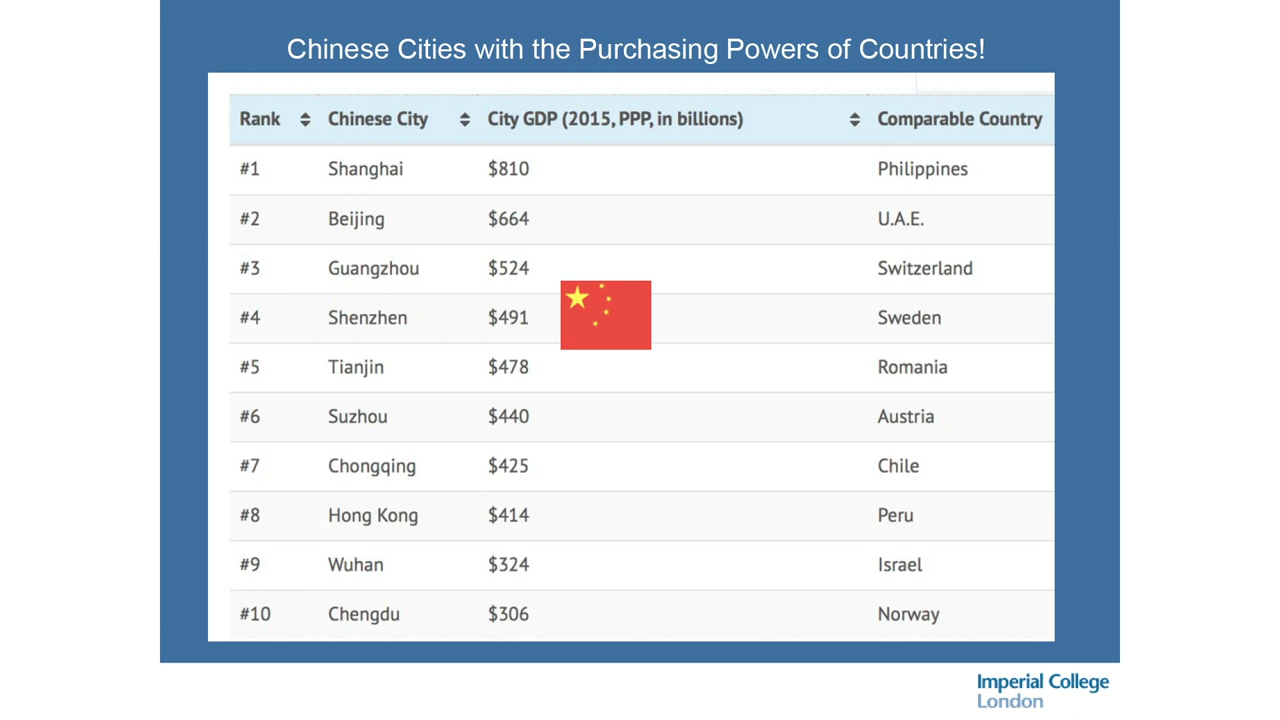 Chinese Cities with the Purchasing Powers of Countries!
Rank Chinese City City GDP (2015, PPP, in billions) Comparable Country
#1 Shanghai $810 Philippines
#2 Beijing $664 U.A.E.
#3 Guangzhou $524 Switzerland
#4 Shenzhen $491 Sweden
#5 Tianjin $478 Romania
#6 Suzhou $440 Austria
#7 Chongqing $425 Chile
#8 Hong Kong $414 Peru
#9 Wuhan $324 Israel
#10 Chengdu $306 Norway
Imperial College
London